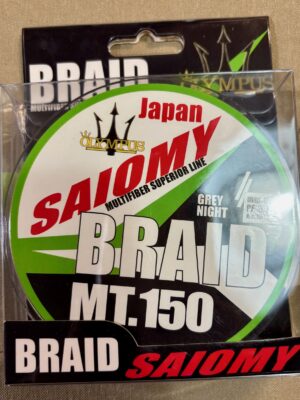 BRAID
MULTIFIBER SUPERIOR LINE
OLYMPUS
OLYMPUS
Japan
SAIOMY
MULTIFIBER SUPERIOR LINE
GREY
NIGHT
BRAID
MT.150
BRAID SAIOMY